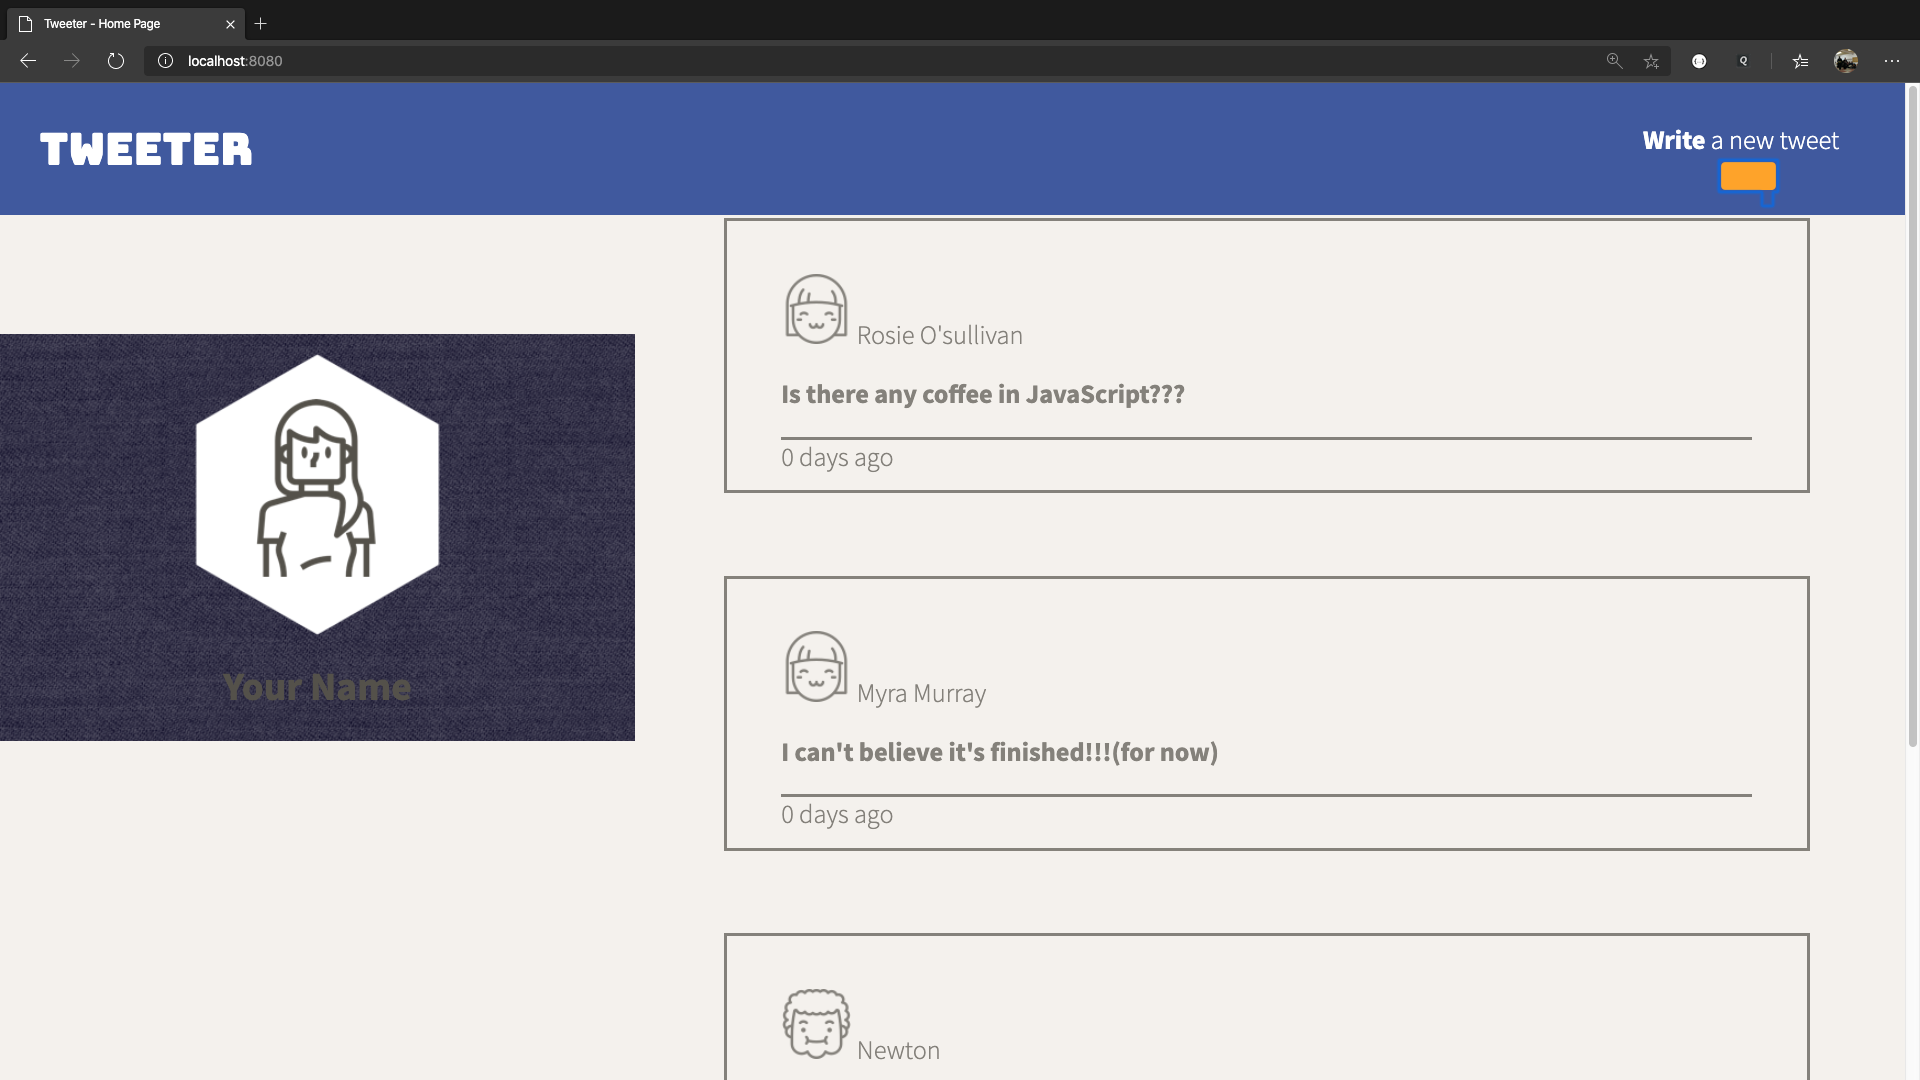 Tweeter - Home Page
localhost:8080
TWEETER
Write a new tweet
Your Name
Rosie O'sullivan
Is there any coffee in JavaScript???
0 days ago
Myra Murray
I can't believe it's finished!!!(for now)
0 days ago
Newton